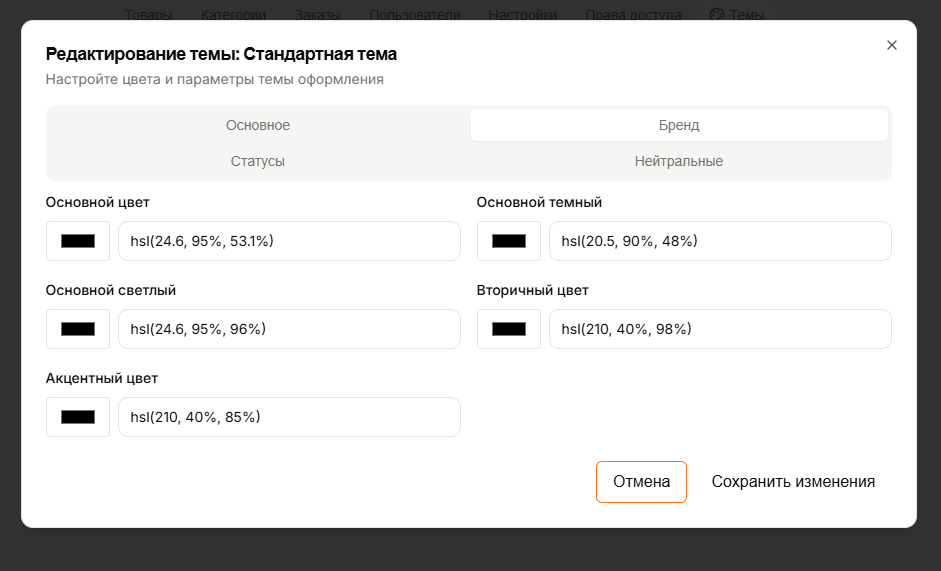 Товары Категории Заказы Пользователи Настройки Права доступа Темы
Редактирование темы: Стандартная тема
Настройте цвета и параметры темы оформления
Основное Бренд
Статусы Нейтральные
Основной цвет Основной темный
hsl(24.6, 95%, 53.1%) hsl(20.5, 90%, 48%)
Основной светлый Вторичный цвет
hsl(24.6, 95%, 96%) hsl(210, 40%, 98%)
Акцентный цвет
hsl(210, 40%, 85%)
Отмена Сохранить изменения